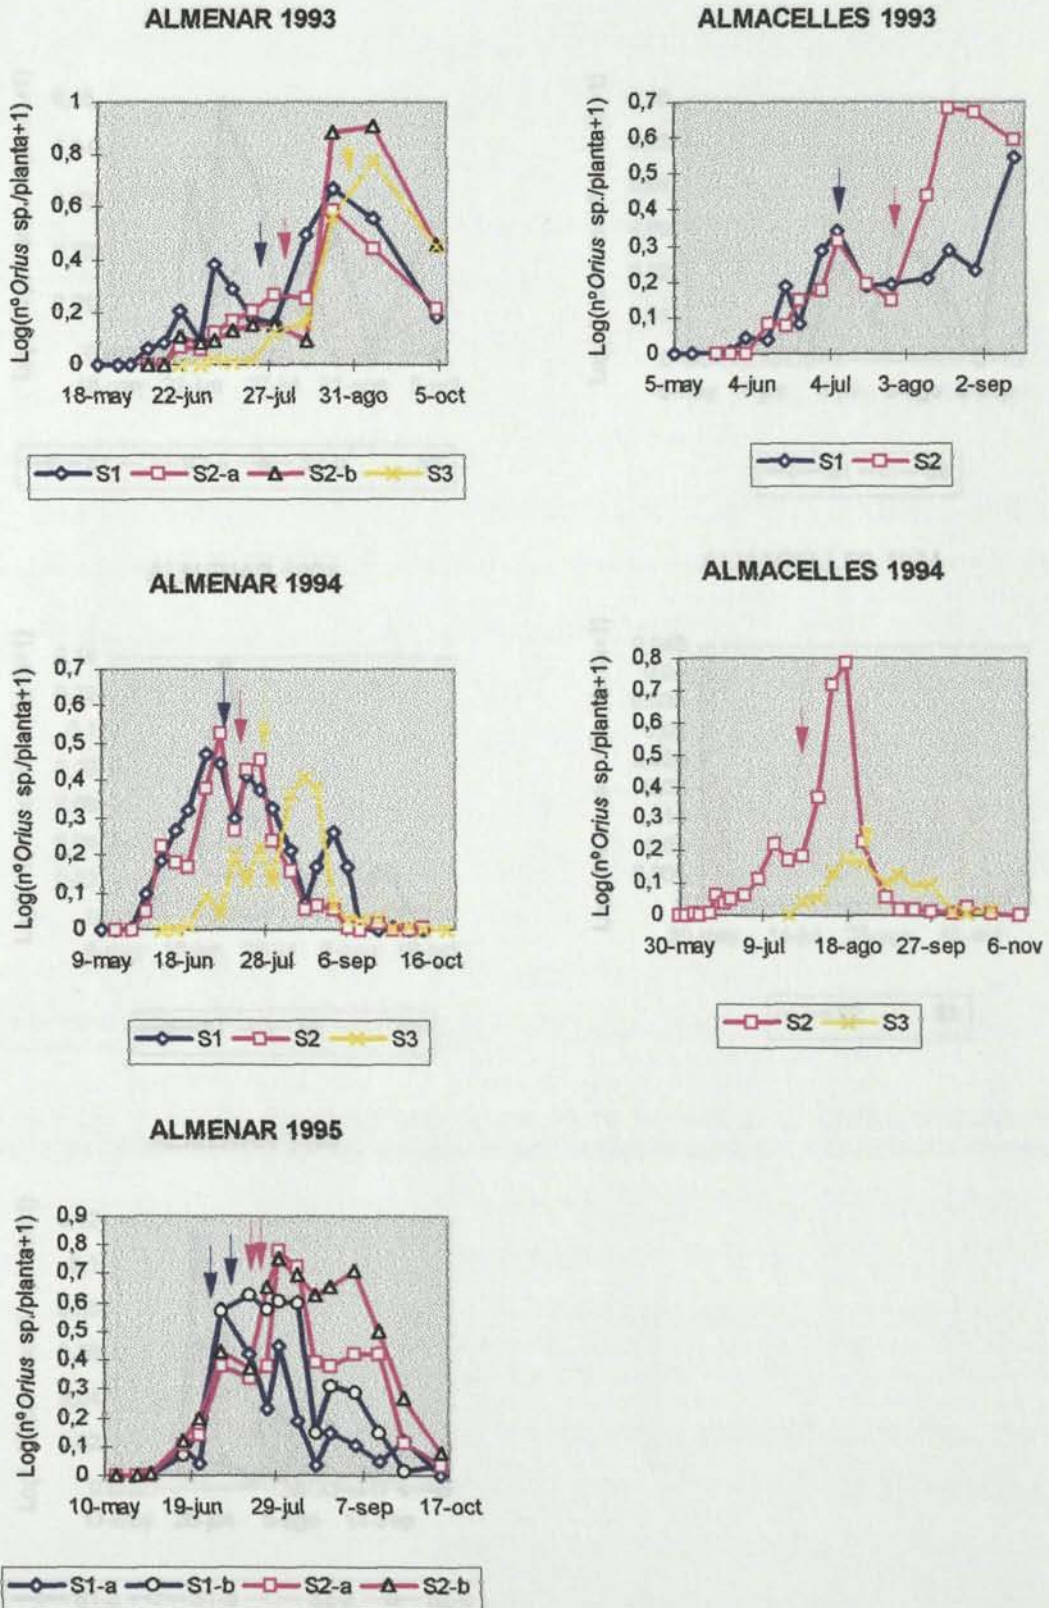 ALMENAR 1993
Log(nºOrius sp./planta+1)
1
0,8
0,6
0,4
0,2
0
18-may 22-jun 27-jul 31-ago 5-oct
S1 S2-a S2-b S3
ALMACELLES 1993
Log(nºOrius sp./planta+1)
0,7
0,6
0,5
0,4
0,3
0,2
0,1
0
5-may 4-jun 4-jul 3-ago 2-sep
S1 S2
ALMENAR 1994
Log(nºOrius sp./planta+1)
0,7
0,6
0,5
0,4
0,3
0,2
0,1
0
9-may 18-jun 28-jul 6-sep 16-oct
S1 S2 S3
ALMACELLES 1994
Log(nºOrius sp./planta+1)
0,8
0,7
0,6
0,5
0,4
0,3
0,2
0,1
0
30-may 9-jul 18-ago 27-sep 6-nov
S2 S3
ALMENAR 1995
Log(nºOrius sp./planta+1)
0,9
0,8
0,7
0,6
0,5
0,4
0,3
0,2
0,1
0
10-may 19-jun 29-jul 7-sep 17-oct
S1-a S1-b S2-a S2-b